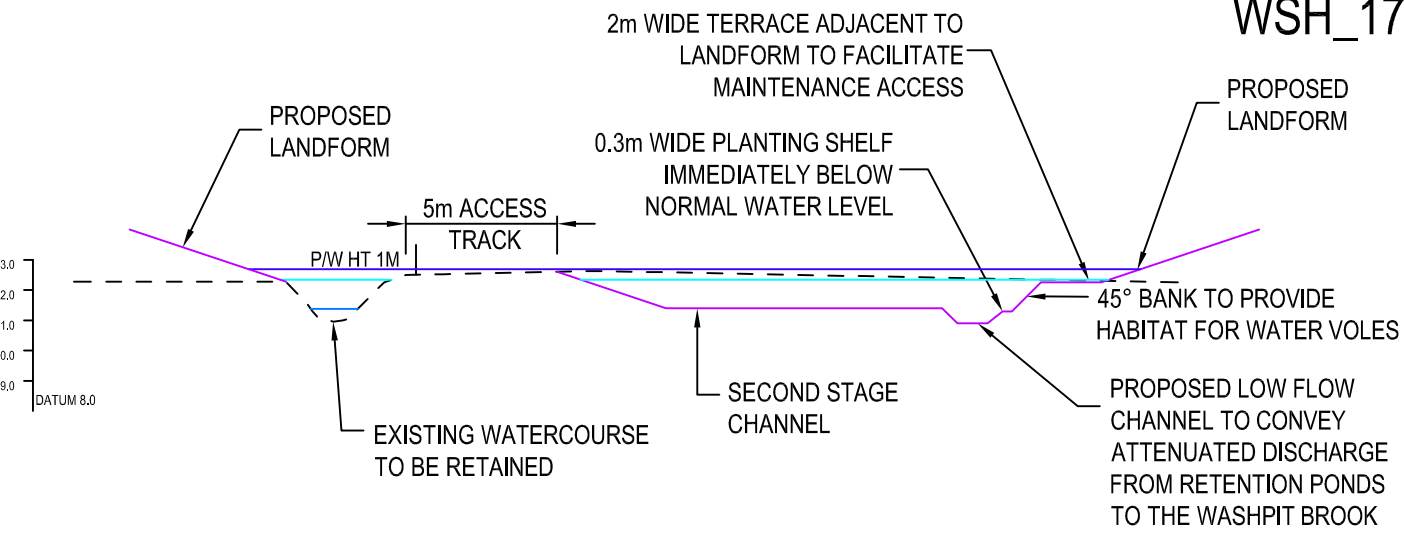 WSH_17
2m WIDE TERRACE ADJACENT TO
LANDFORM TO FACILITATE
MAINTENANCE ACCESS
PROPOSED
LANDFORM
PROPOSED
LANDFORM
0.3m WIDE PLANTING SHELF
IMMEDIATELY BELOW
NORMAL WATER LEVEL
5m ACCESS
TRACK
P/W HT 1M
3.0
2.0
1.0
0.0
9.0
DATUM 8.0
45° BANK TO PROVIDE
HABITAT FOR WATER VOLES
SECOND STAGE
CHANNEL
EXISTING WATERCOURSE
TO BE RETAINED
PROPOSED LOW FLOW
CHANNEL TO CONVEY
ATTENUATED DISCHARGE
FROM RETENTION PONDS
TO THE WASHPIT BROOK